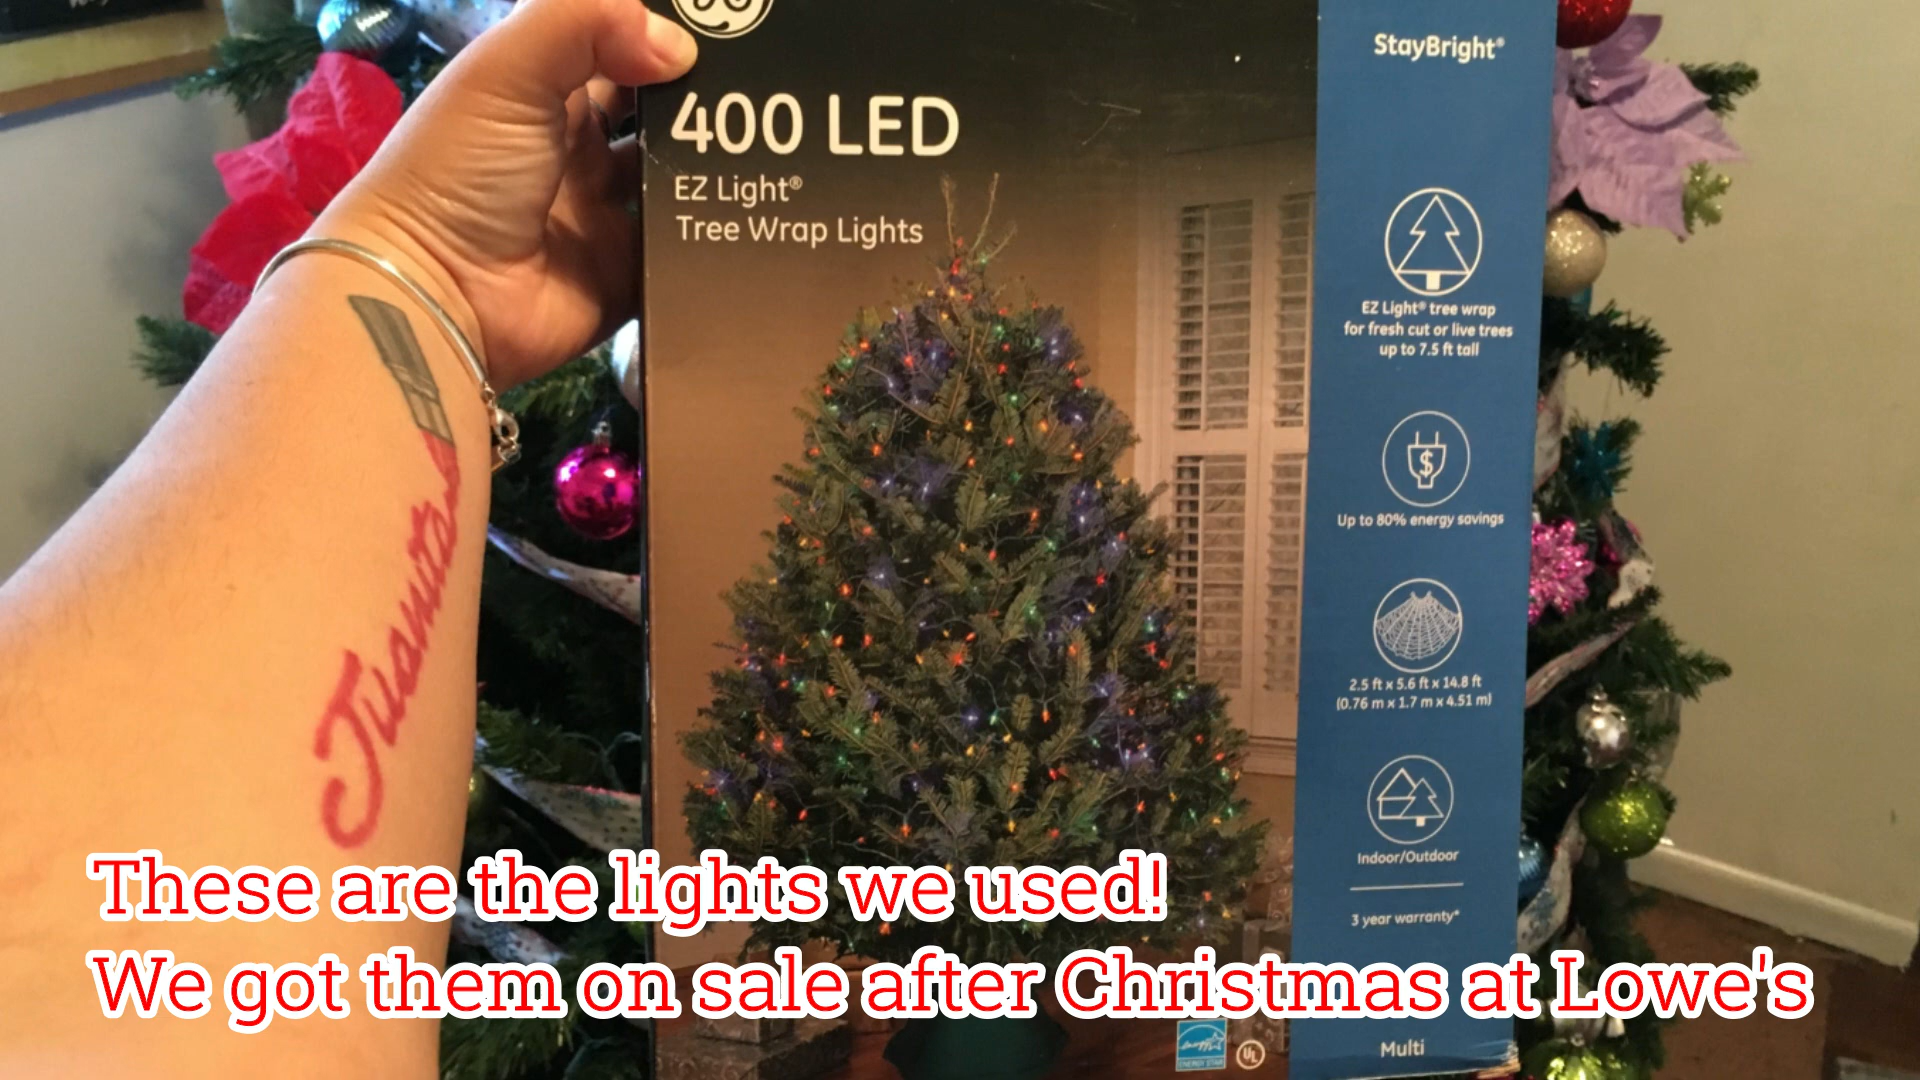 StayBright®
400 LED
EZ Light®
Tree Wrap Lights
EZ Light® tree wrap
for fresh cut or live trees
up to 7.5 ft tall
$
Up to 80% energy savings
2.5 ft x 5.6 ft x 14.8 ft
(0.76 m x 1.7 m x 4.51 m)
Indoor/Outdoor
3 year warranty*
Multi
Juanita
These are the lights we used!
We got them on sale after Christmas at Lowe's
ENERGY STAR
UL